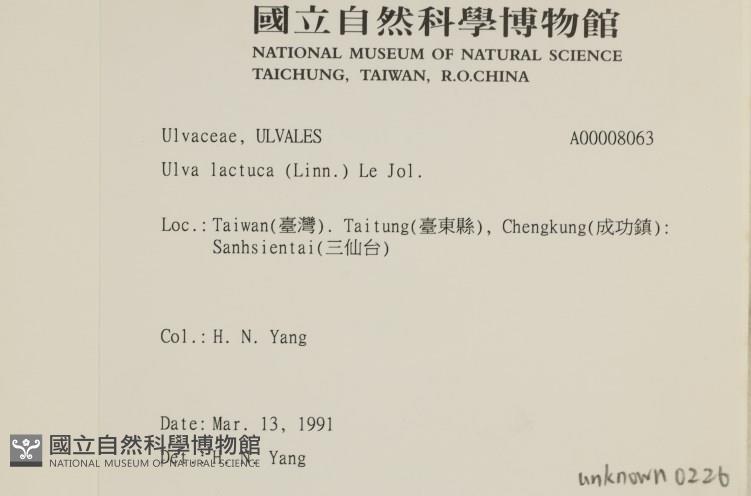 國立自然科學博物館
NATIONAL MUSEUM OF NATURAL SCIENCE
TAICHUNG, TAIWAN, R.O.CHINA
Ulvaceae, ULVALES A00008063
Ulva lactuca (Linn.) Le Jol.
Loc.: Taiwan(臺灣). Taitung(臺東縣), Chengkung(成功鎮):
Sanhsientai(三仙台)
Col.: H. N. Yang
Date: Mar. 13, 1991
Det.: H. N. Yang
國立自然科學博物館
NATIONAL MUSEUM OF NATURAL SCIENCE
unknown 0226